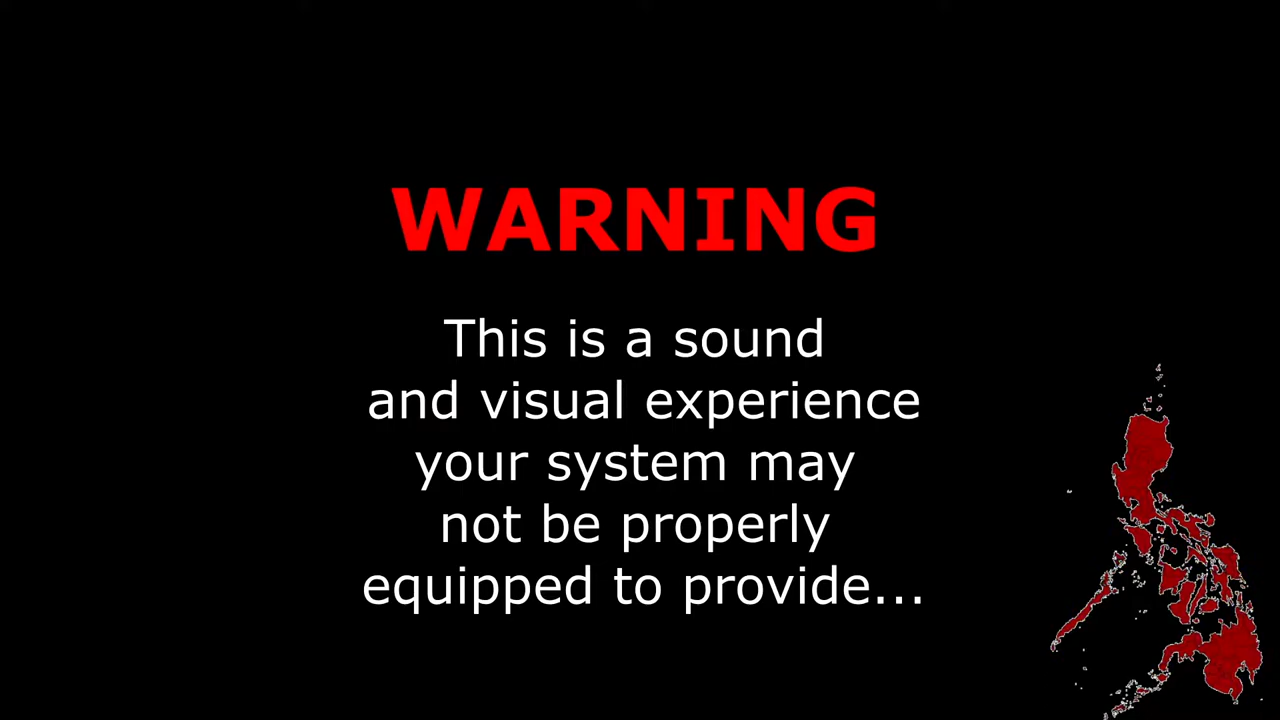 WARNING
This is a sound
and visual experience
your system may
not be properly
equipped to provide...